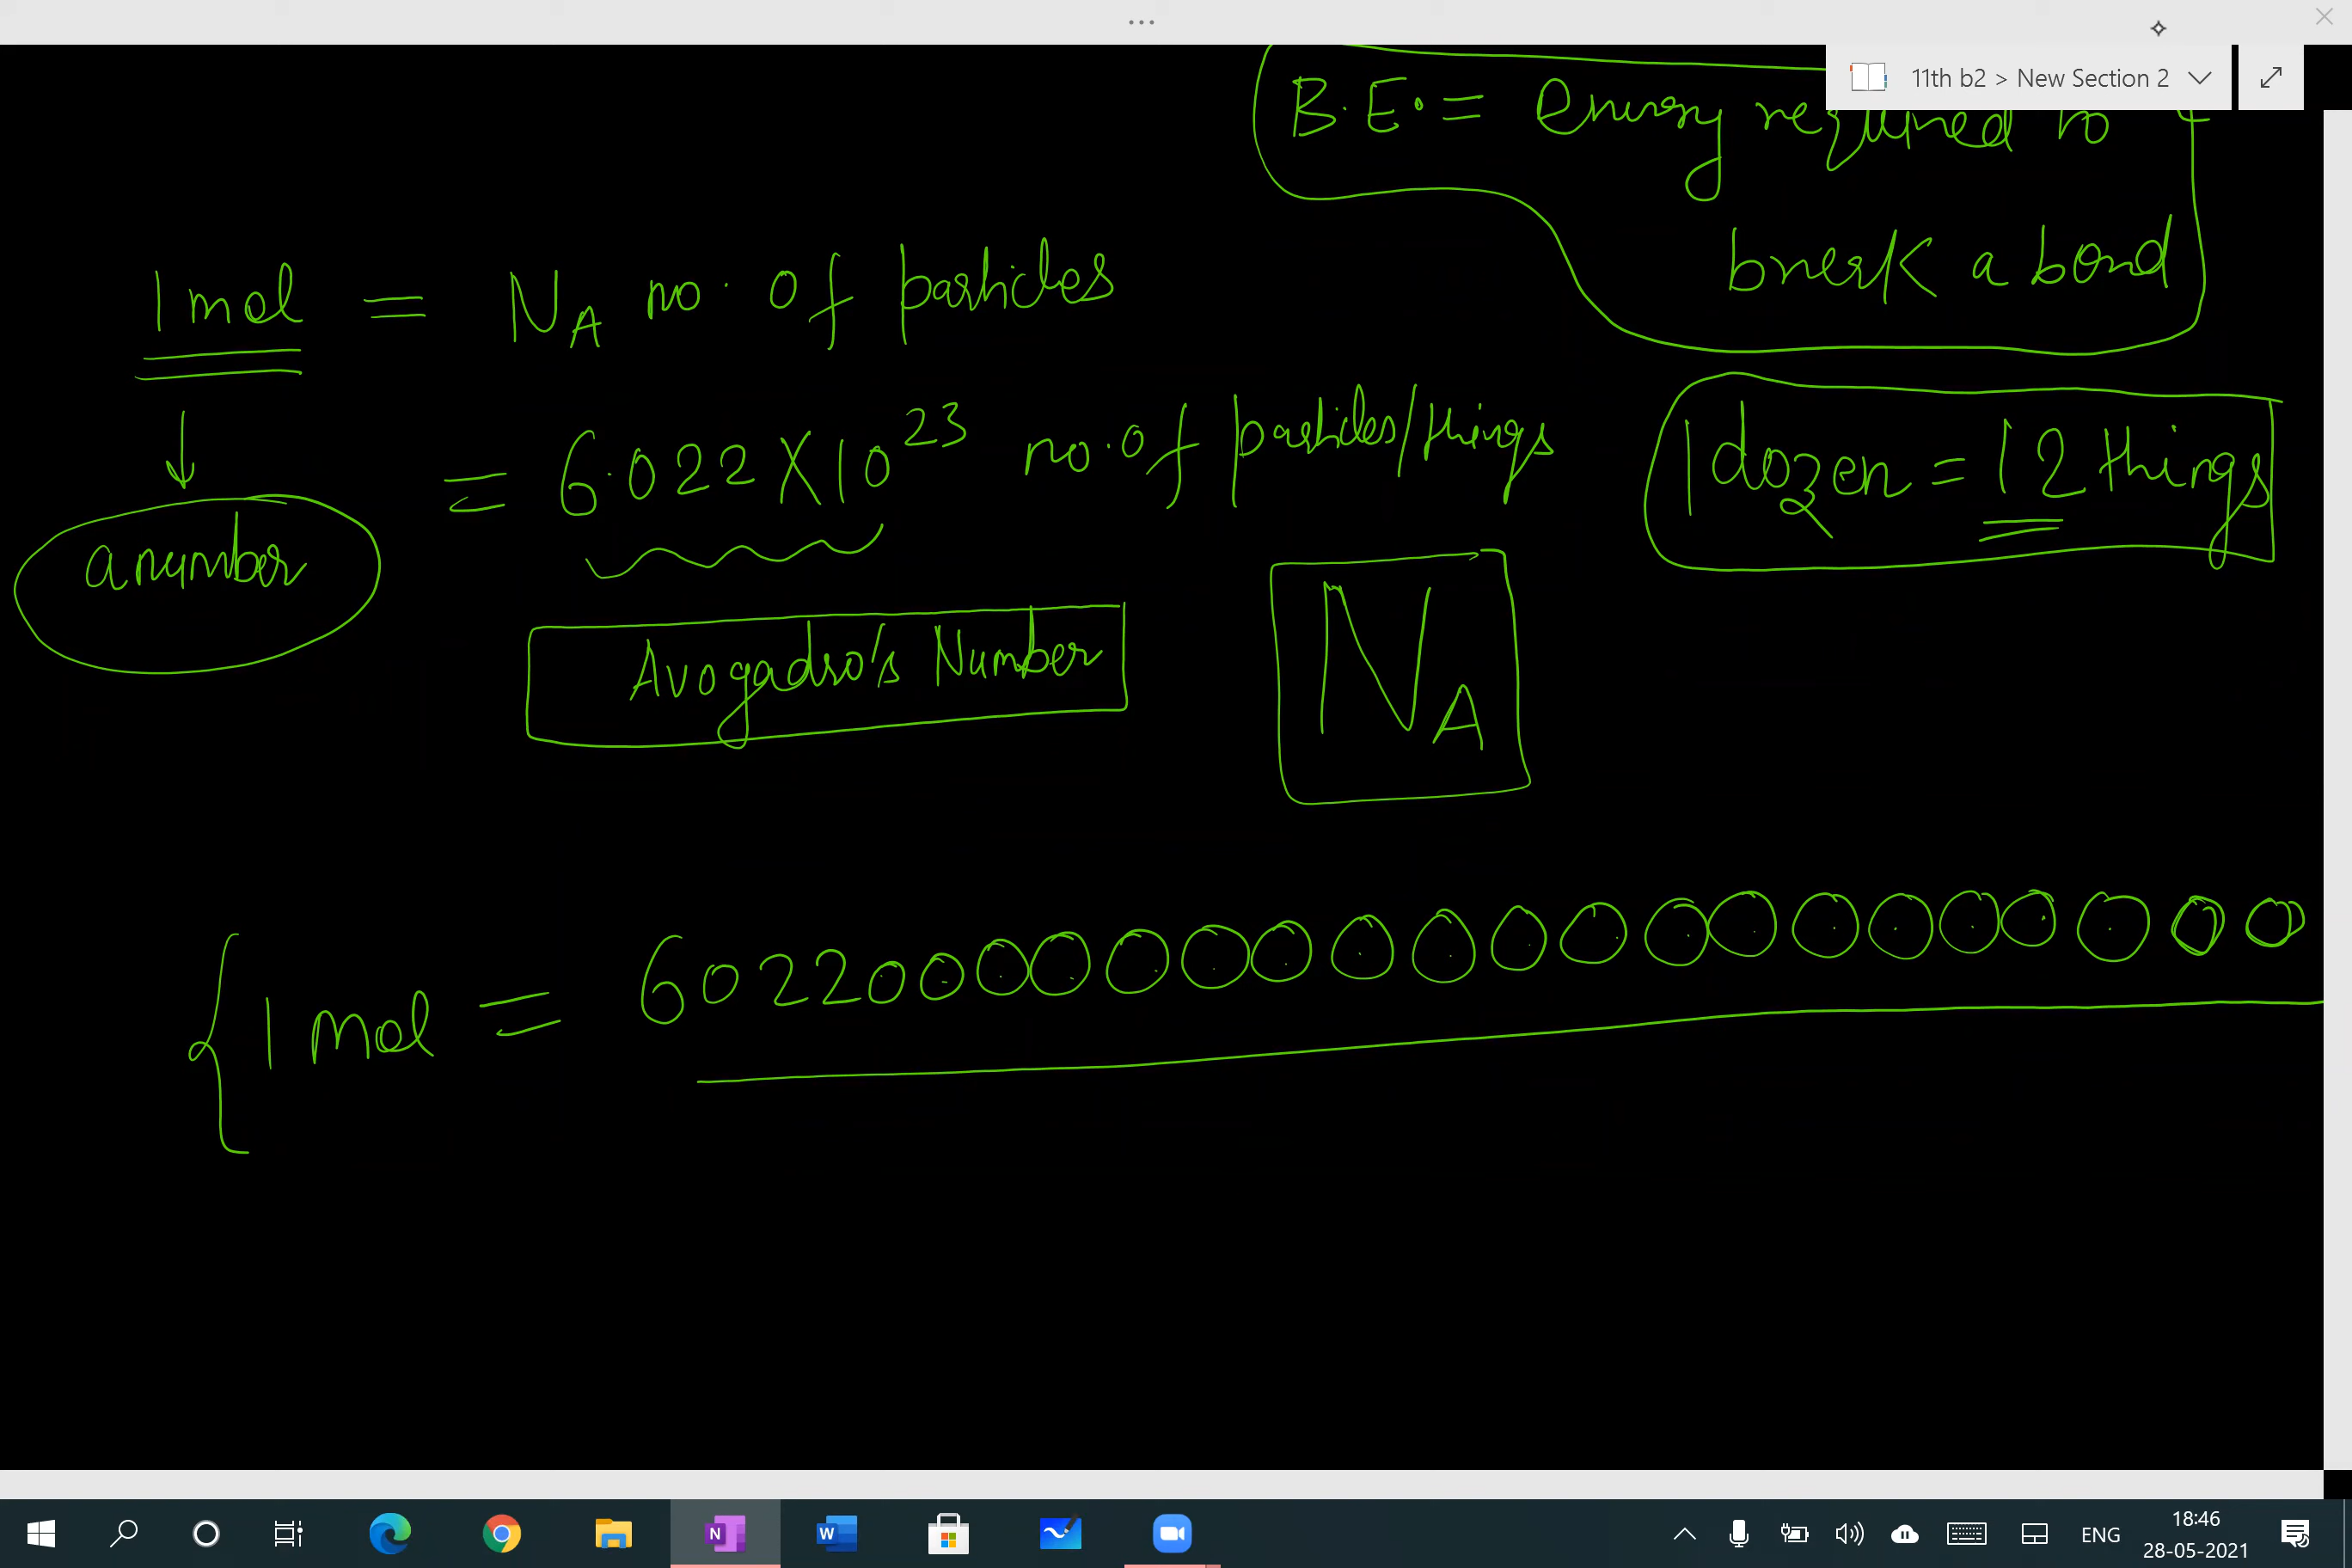 ...
11th b2 > New Section 2
B.E. = Energy required to
break a bond
1 mol = NA no. of particles
= 6.022 X 10^23 no. of particles/things
1 dozen = 12 things
a number
Avogadro's Number
NA
1 mol = 602200000000000000000000
N
W
ENG
18:46
28-05-2021